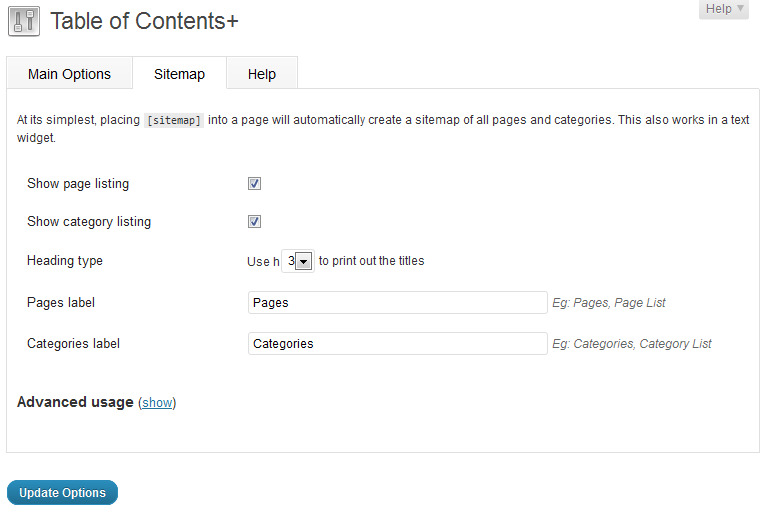 Help
Table of Contents+
Main Options Sitemap Help
At its simplest, placing [sitemap] into a page will automatically create a sitemap of all pages and categories. This also works in a text
widget.
Show page listing
Show category listing
Heading type Use h 3 to print out the titles
Pages label Pages Eg: Pages, Page List
Categories label Categories Eg: Categories, Category List
Advanced usage (show)
Update Options